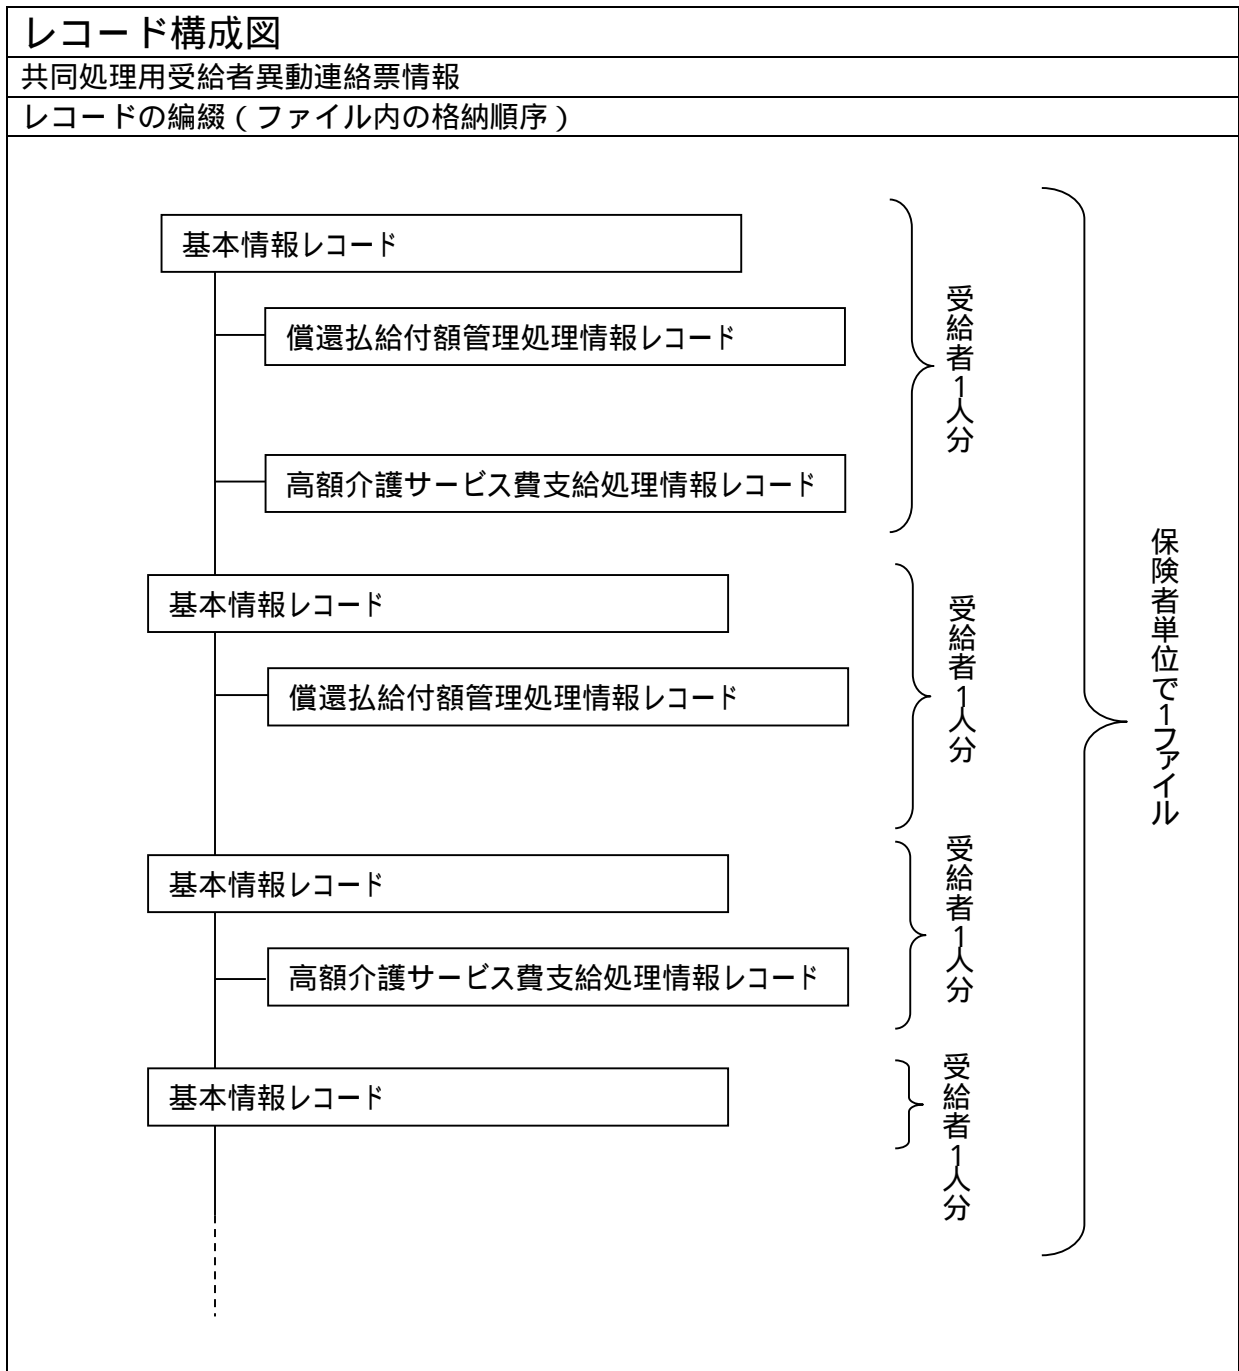 レコード構成図
共同処理用受給者異動連絡票情報
レコードの編綴（ファイル内の格納順序）
基本情報レコード
償還払給付額管理処理情報レコード
高額介護サービス費支給処理情報レコード
受給者1人分
基本情報レコード
償還払給付額管理処理情報レコード
受給者1人分
基本情報レコード
高額介護サービス費支給処理情報レコード
受給者1人分
基本情報レコード
受給者1人分
保険者単位で1ファイル